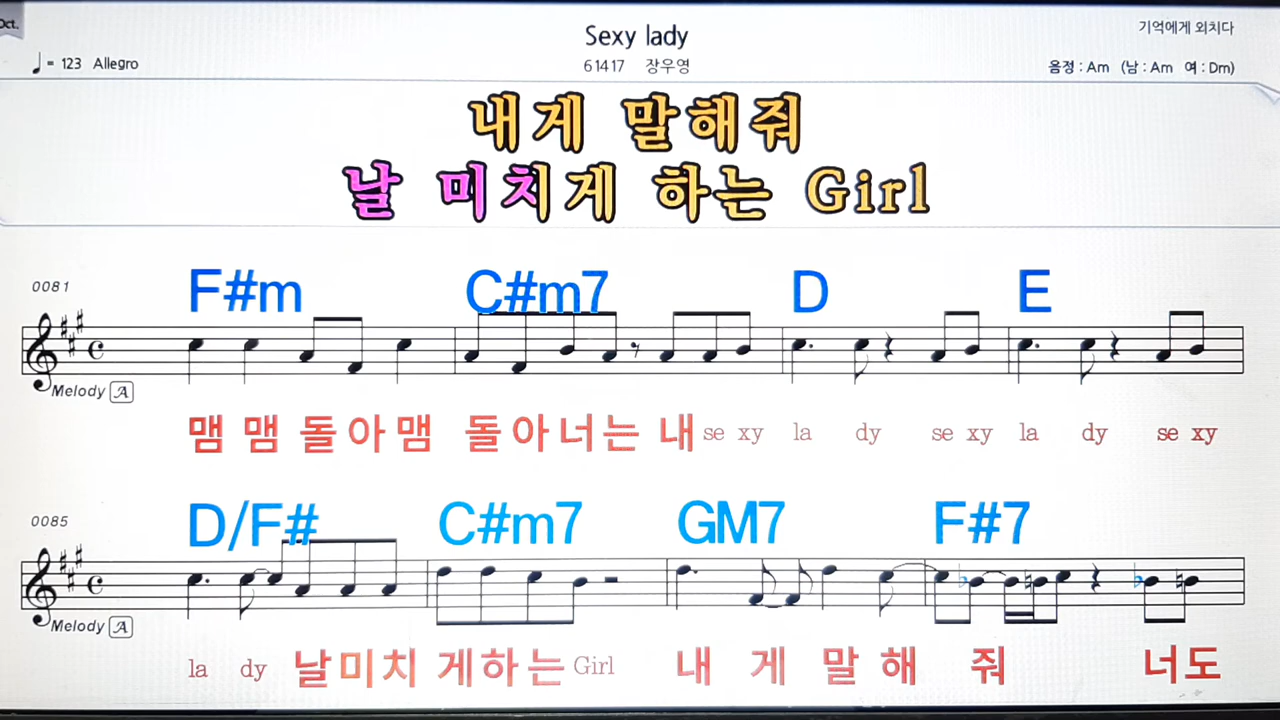 Oct.
Sexy lady
기억에게 외치다
♩= 123 Allegro
61417 장우영
음정 : Am (남 : Am 여 : Dm)
내게 말해줘
날 미치게 하는 Girl
0081
F#m C#m7 D E
Melody A
맴 맴 돌아맴 돌아너는 내 se xy la dy se xy la dy se xy
0085
D/F# C#m7 GM7 F#7
Melody A
la dy 날미치 게하는 Girl 내 게 말 해 줘 너도